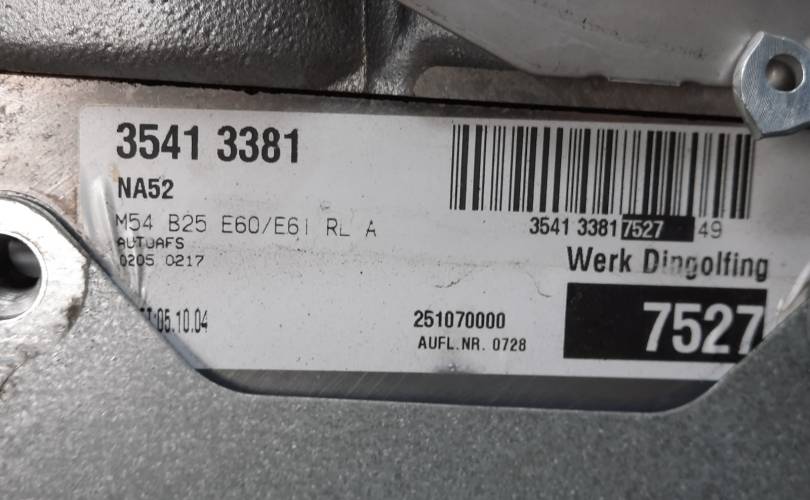 3541 3381
NA52
M54 B25 E60/E61 RL A
AUTOAFS
0205 0217
05.10.04
3541 3381 7527 49
Werk Dingolfing
251070000
AUFL.NR. 0728
7527